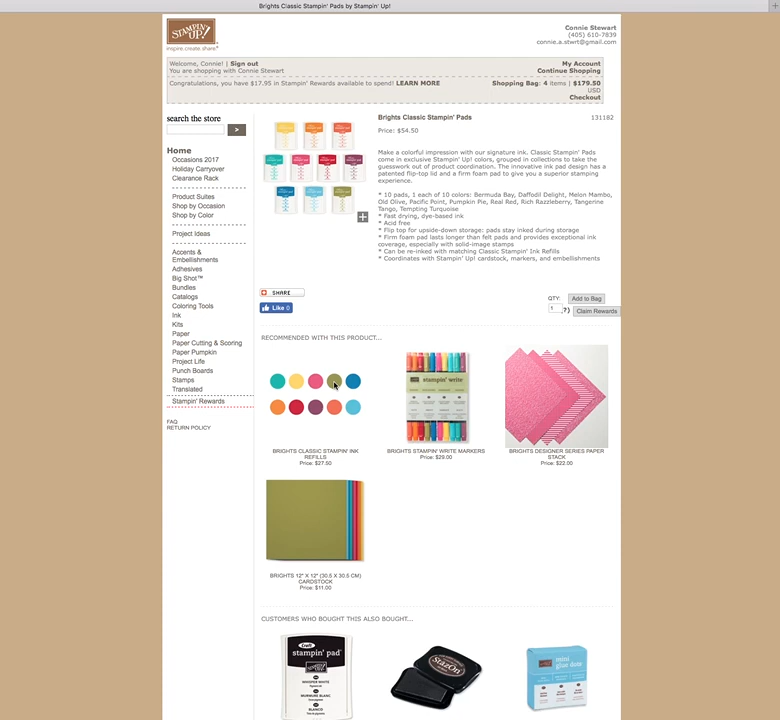 Brights Classic Stampin' Pads by Stampin' Up!
STAMPIN' UP!
inspire.create.share®
Connie Stewart
(405) 610-7839
connie.a.stwrt@gmail.com
Welcome, Connie! | Sign out
You are shopping with Connie Stewart
My Account
Continue Shopping
Congratulations, you have $17.95 in Stampin' Rewards available to spend! LEARN MORE
Shopping Bag: 4 items | $179.50
USD
Checkout
search the store
>
Home
Occasions 2017
Holiday Carryover
Clearance Rack
Product Suites
Shop by Occasion
Shop by Color
Project Ideas
Accents &
Embellishments
Adhesives
Big Shot™
Bundles
Catalogs
Coloring Tools
Ink
Kits
Paper
Paper Cutting & Scoring
Paper Pumpkin
Project Life
Punch Boards
Stamps
Translated
Stampin' Rewards
FAQ
RETURN POLICY
Brights Classic Stampin' Pads
131182
Price: $54.50
Make a colorful impression with our signature ink. Classic Stampin' Pads
come in exclusive Stampin' Up! colors, grouped in collections to take the
guesswork out of product coordination. The innovative ink pad design has a
patented flip-top lid and a firm foam pad to give you a superior stamping
experience.
* 10 pads, 1 each of 10 colors: Bermuda Bay, Daffodil Delight, Melon Mambo,
Old Olive, Pacific Point, Pumpkin Pie, Real Red, Rich Razzleberry, Tangerine
Tango, Tempting Turquoise
* Fast drying, dye-based ink
* Acid free
* Flip top for upside-down storage: pads stay inked during storage
* Firm foam pad lasts longer than felt pads and provides exceptional ink
coverage, especially with solid-image stamps
* Can be re-inked with matching Classic Stampin' Ink Refills
* Coordinates with Stampin' Up! cardstock, markers, and embellishments
SHARE
Like 0
QTY:
Add to Bag
1
?)
Claim Rewards
RECOMMENDED WITH THIS PRODUCT...
stampin' write
BRIGHTS CLASSIC STAMPIN' INK
REFILLS
Price: $27.50
BRIGHTS STAMPIN' WRITE MARKERS
Price: $29.00
BRIGHTS DESIGNER SERIES PAPER
STACK
Price: $22.00
BRIGHTS 12" X 12" (30.5 X 30.5 CM)
CARDSTOCK
Price: $11.00
CUSTOMERS WHO BOUGHT THIS ALSO BOUGHT...
Craft
stampin' pad
STAMPIN' UP!
WHISPER WHITE
MURMURE BLANC
BLANCO
StazOn
mini
glue dots